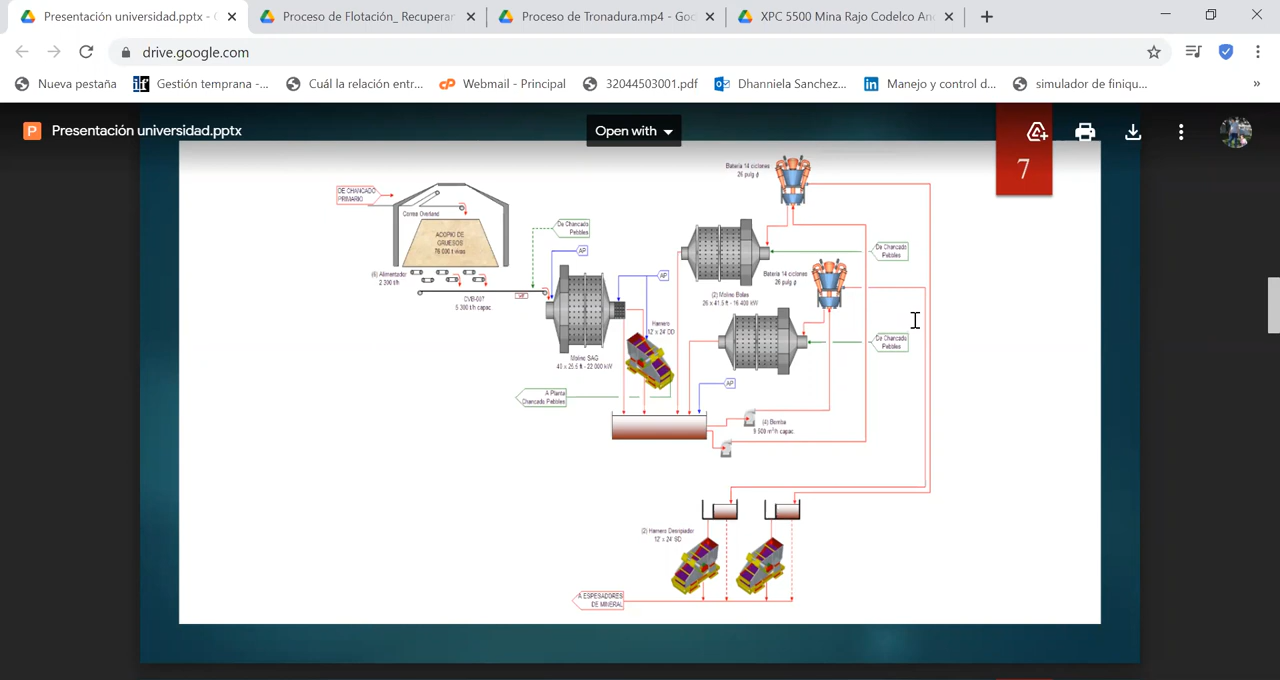 Presentación universidad.pptx - G
Proceso de Flotación_ Recuperar
Proceso de Tronadura.mp4 - Goo
XPC 5500 Mina Rajo Codelco An
drive.google.com
Nueva pestaña
Gestión temprana -...
Cuál la relación entr...
Webmail - Principal
32044503001.pdf
Dhanniela Sanchez...
Manejo y control d...
simulador de finiqu...
»
P
Presentación universidad.pptx
Open with
7
Batería 14 ciclones
26 pulg ϕ
DE CHANCADO
PRIMARIO
Correa Overland
ACOPIO DE
GRUESOS
De Chancado
Pebbles
AP
De Chancado
Pebbles
Batería 14 ciclones
26 pulg ϕ
(6) Alimentador
2 300 t/h
CVB-007
5 300 t/h capac
AP
(2) Molino Bolas
26 x 41.5 ft - 16 400 kW
Harnero
12' x 24' DD
Molino SAG
40 x 25.5 ft - 22 000 kW
De Chancado
Pebbles
A Planta
Chancado Pebbles
AP
(4) Bomba
(2) Harnero Desripiador
12' x 24' SD
A ESPESADORES
DE MINERAL